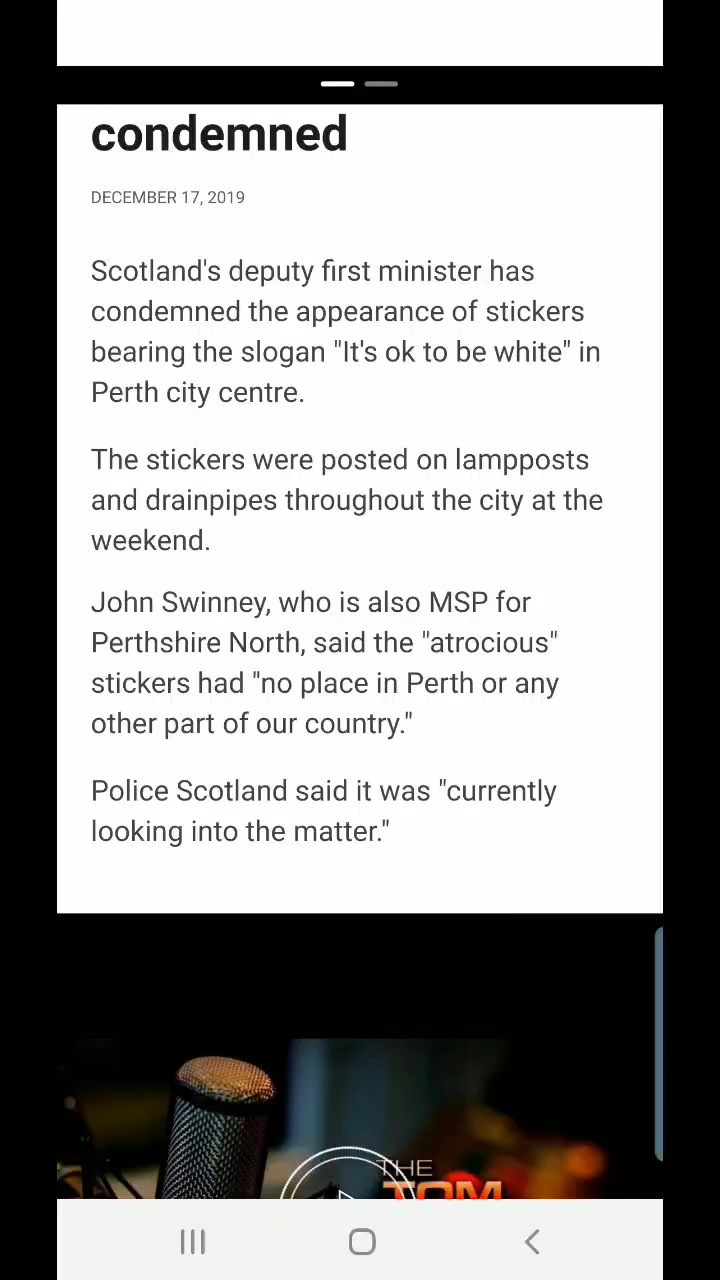 condemned
DECEMBER 17, 2019
Scotland's deputy first minister has
condemned the appearance of stickers
bearing the slogan "It's ok to be white" in
Perth city centre.
The stickers were posted on lampposts
and drainpipes throughout the city at the
weekend.
John Swinney, who is also MSP for
Perthshire North, said the "atrocious"
stickers had "no place in Perth or any
other part of our country."
Police Scotland said it was "currently
looking into the matter."
THE
TOM